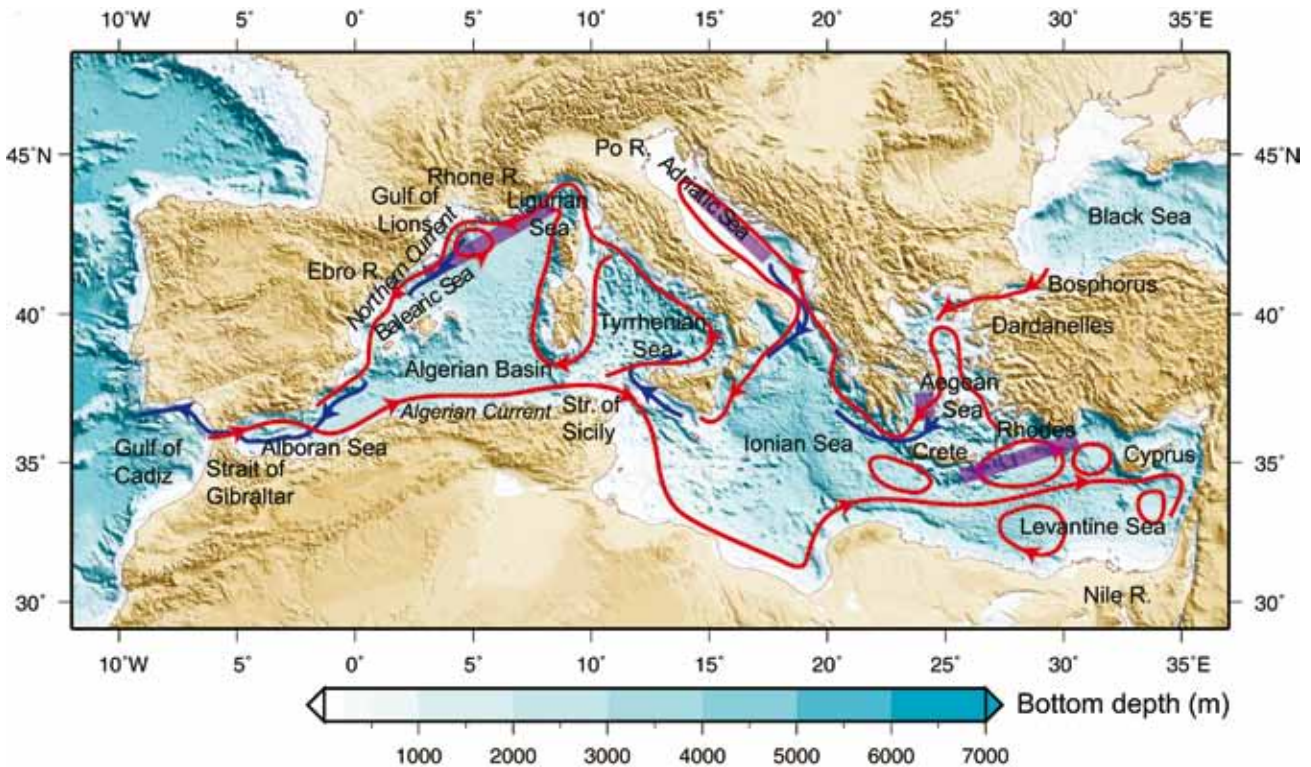 10˚W 5˚ 0˚ 5˚ 10˚ 15˚ 20˚ 25˚ 30˚ 35˚E
45˚N
40˚
35˚
30˚
45˚N
40˚
35˚
30˚
Po R.
Adriatic Sea
Rhone R.
Gulf of
Lions
Ligurian
Sea
Black Sea
Northern Current
Ebro R.
Balearic Sea
Bosphorus
Dardanelles
Tyrrhenian
Sea
Algerian Basin
Aegean
Sea
Algerian Current
Str. of
Sicily
Rhodes
Gulf of
Cadiz
Alboran Sea
Ionian Sea
Crete
Cyprus
Strait of
Gibraltar
Levantine Sea
Nile R.
10˚W 5˚ 0˚ 5˚ 10˚ 15˚ 20˚ 25˚ 30˚ 35˚E
Bottom depth (m)
1000 2000 3000 4000 5000 6000 7000